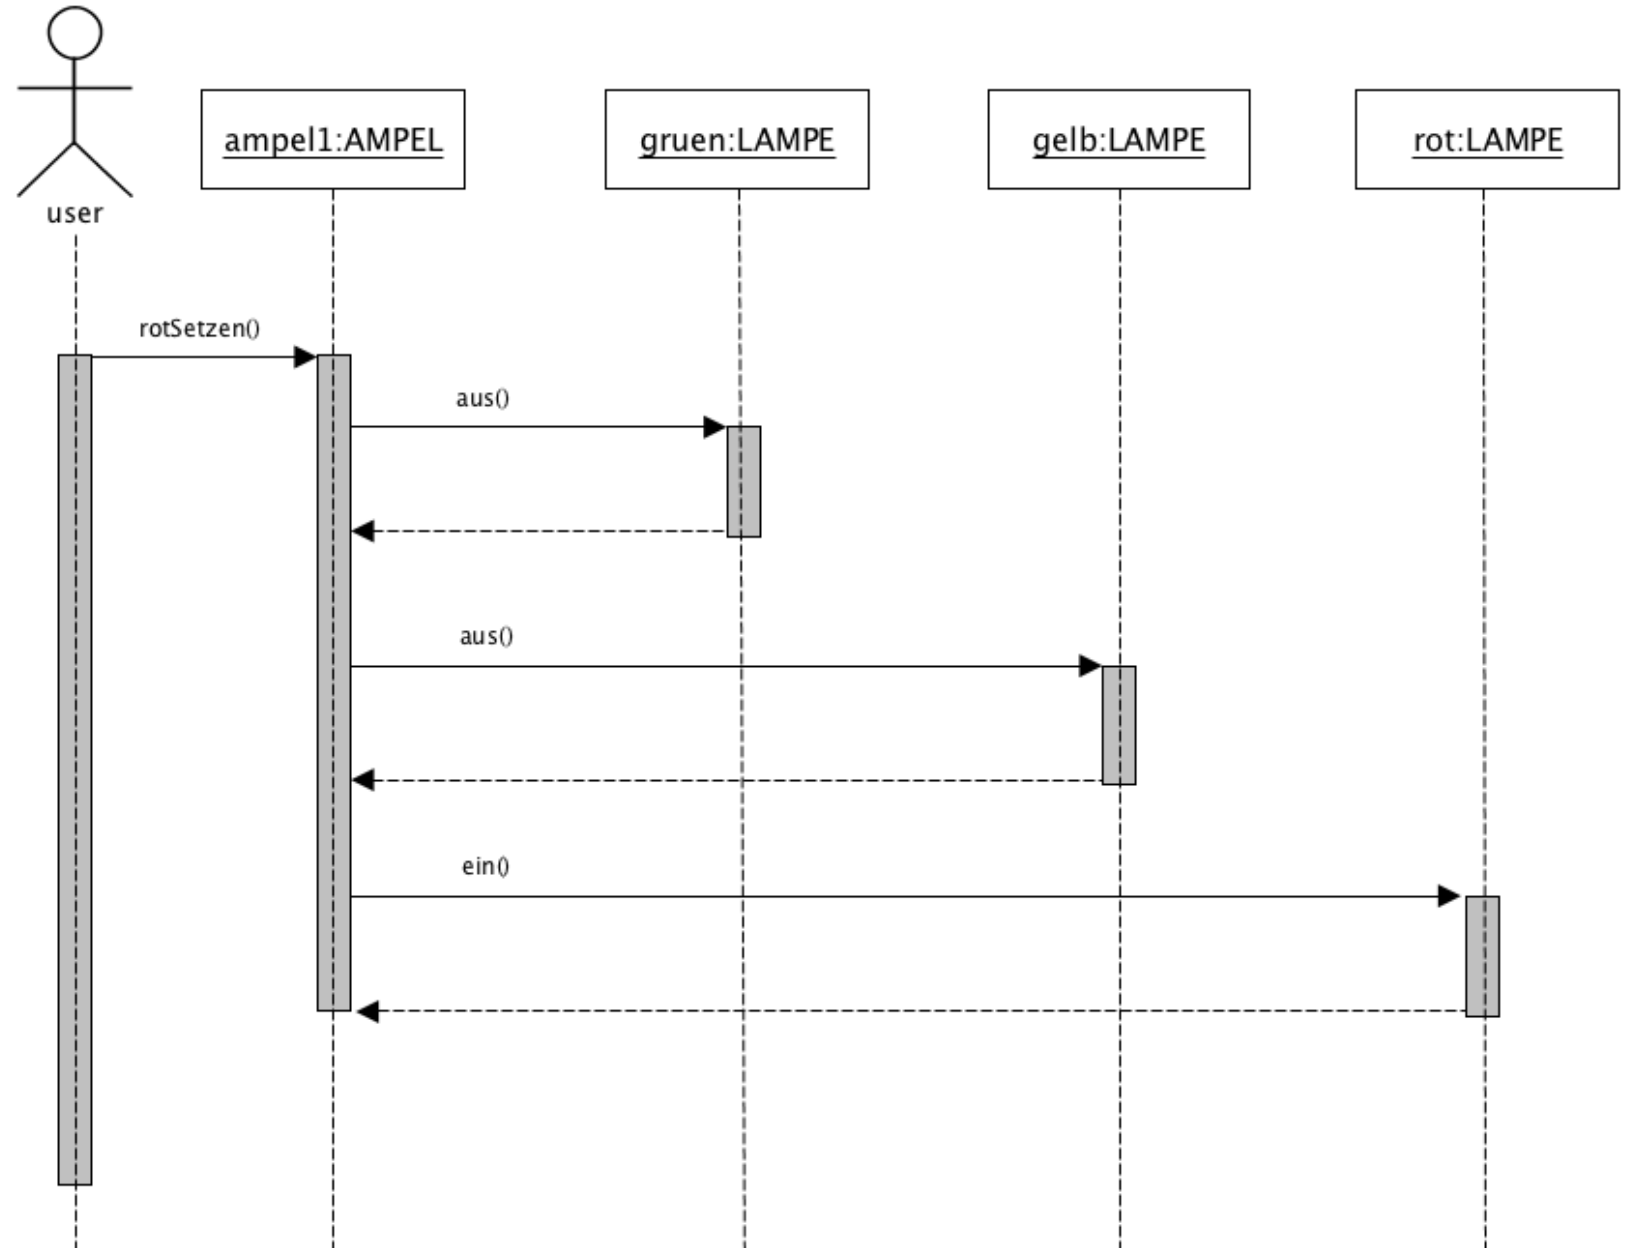 ampel1:AMPEL
gruen:LAMPE
gelb:LAMPE
rot:LAMPE
user
rotSetzen()
aus()
aus()
ein()